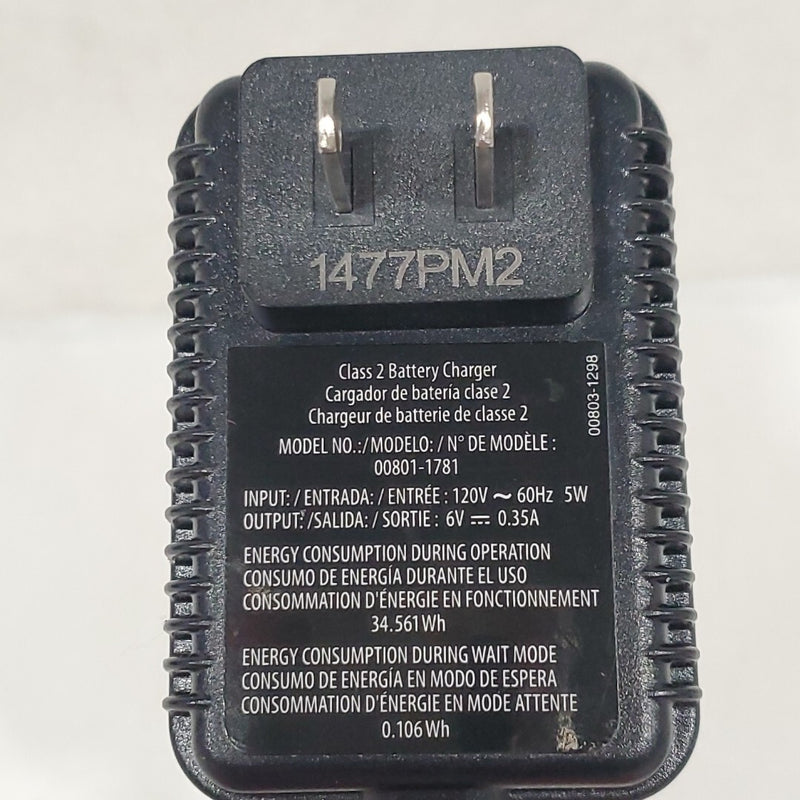 1477PM2
Class 2 Battery Charger
Cargador de batería clase 2
Chargeur de batterie de classe 2
00803-1298
MODEL NO.:/MODELO: / N° DE MODÈLE :
00801-1781
INPUT: / ENTRADA: / ENTRÉE : 120V ~ 60Hz 5W
OUTPUT: /SALIDA: / SORTIE : 6V ⎓ 0.35A
ENERGY CONSUMPTION DURING OPERATION
CONSUMO DE ENERGÍA DURANTE EL USO
CONSOMMATION D'ÉNERGIE EN FONCTIONNEMENT
34.561Wh
ENERGY CONSUMPTION DURING WAIT MODE
CONSUMO DE ENERGÍA EN MODO DE ESPERA
CONSOMMATION D'ÉNERGIE EN MODE ATTENTE
0.106Wh